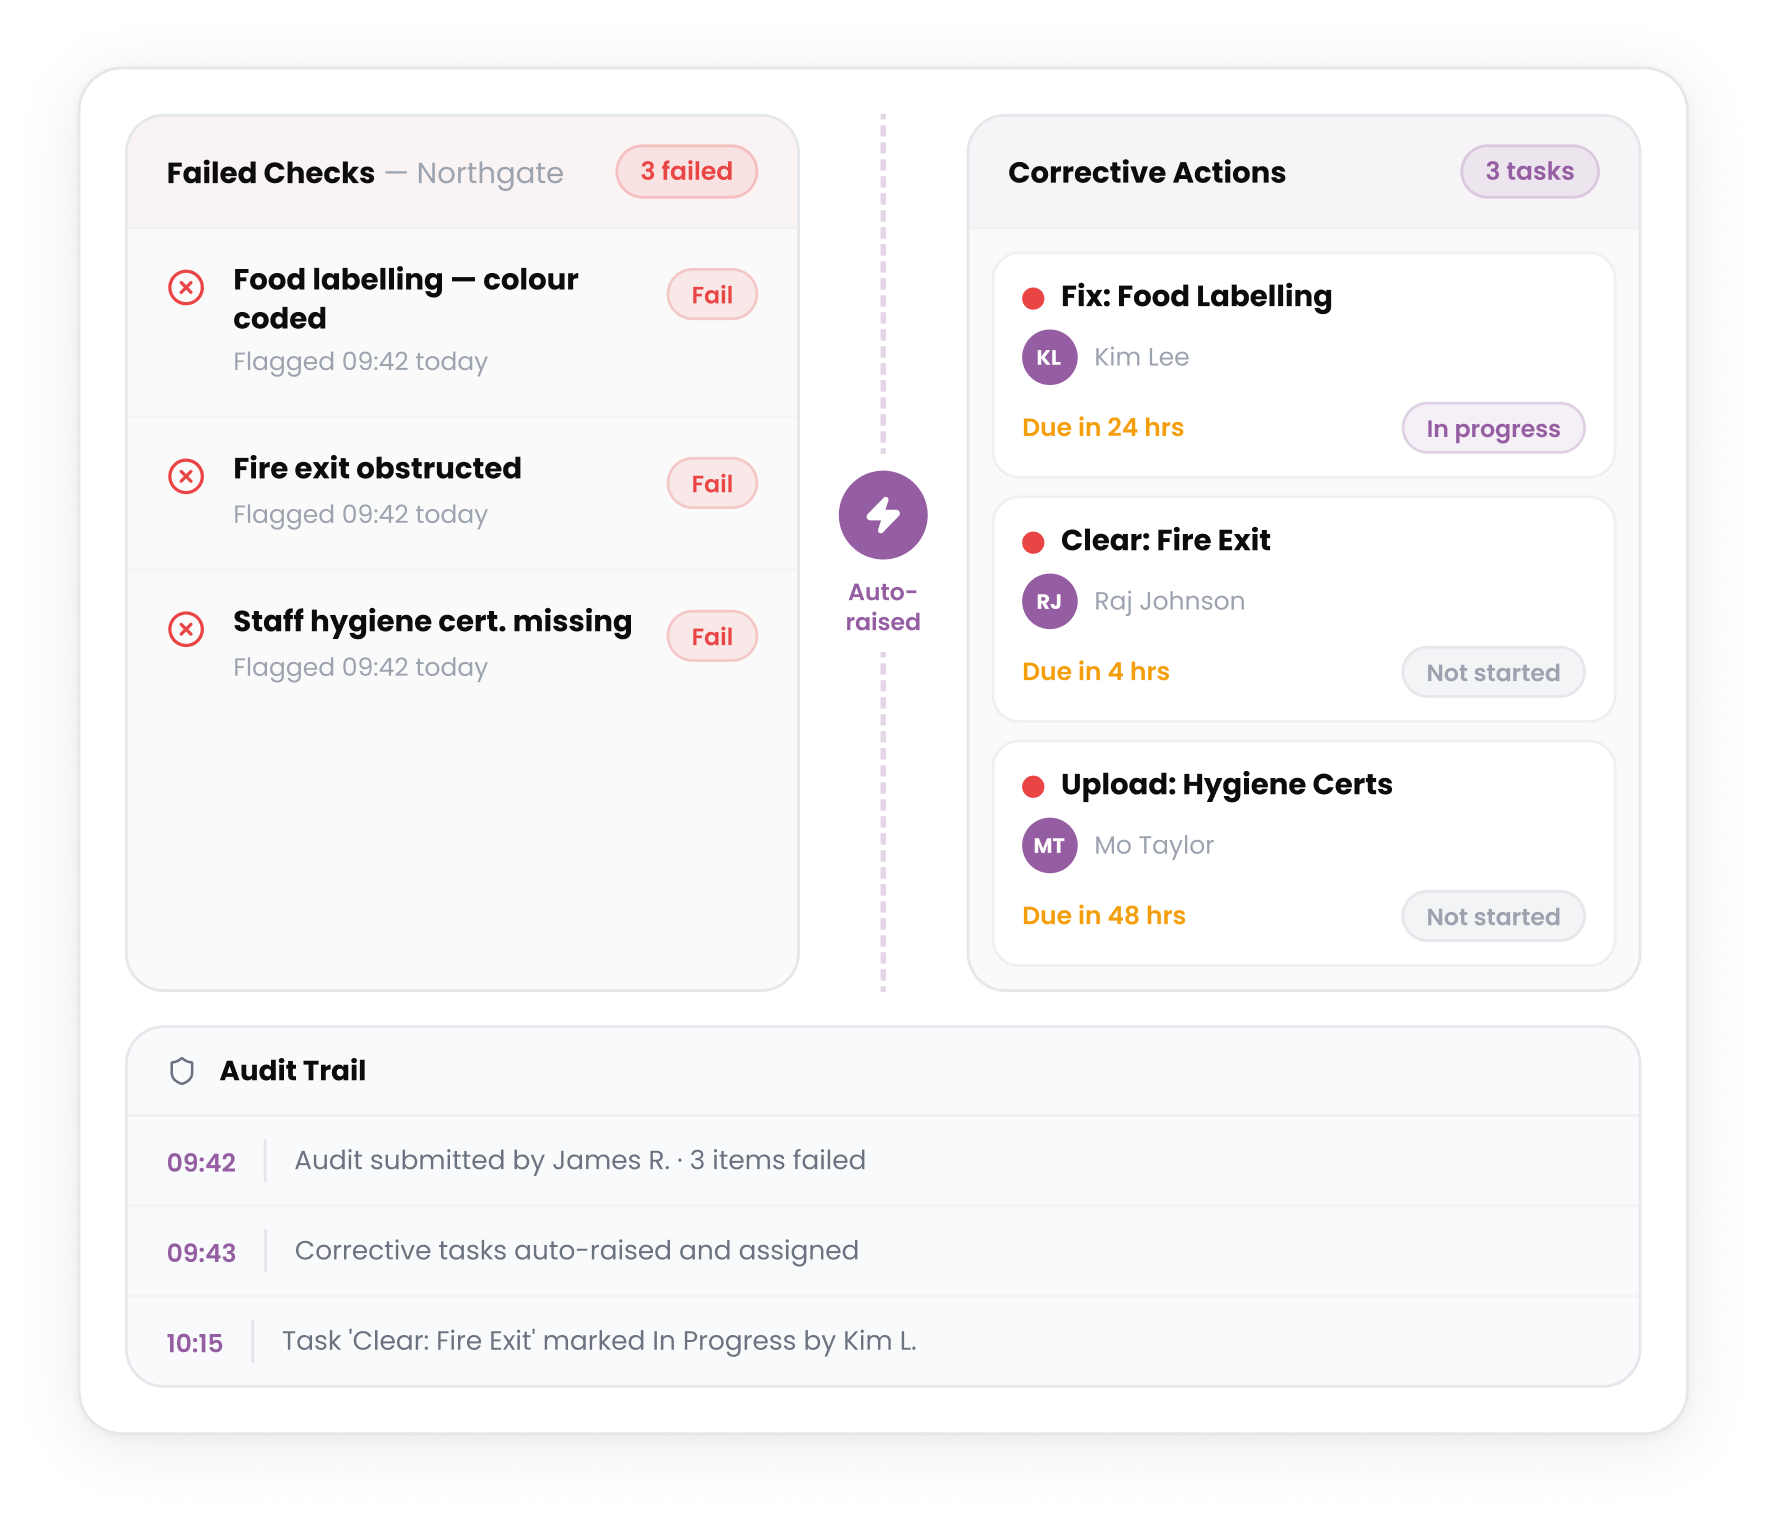 Failed Checks — Northgate
3 failed
Food labelling — colour
coded
Flagged 09:42 today
Fail
Fire exit obstructed
Flagged 09:42 today
Fail
Staff hygiene cert. missing
Flagged 09:42 today
Fail
Auto-
raised
Corrective Actions
3 tasks
Fix: Food Labelling
KL
Kim Lee
Due in 24 hrs
In progress
Clear: Fire Exit
RJ
Raj Johnson
Due in 4 hrs
Not started
Upload: Hygiene Certs
MT
Mo Taylor
Due in 48 hrs
Not started
Audit Trail
09:42
Audit submitted by James R. · 3 items failed
09:43
Corrective tasks auto-raised and assigned
10:15
Task 'Clear: Fire Exit' marked In Progress by Kim L.